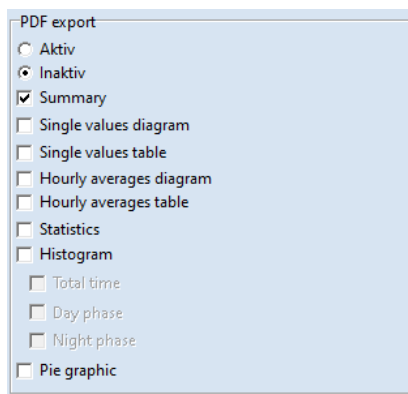 PDF export
Aktiv
Inaktiv
Summary
Single values diagram
Single values table
Hourly averages diagram
Hourly averages table
Statistics
Histogram
Total time
Day phase
Night phase
Pie graphic